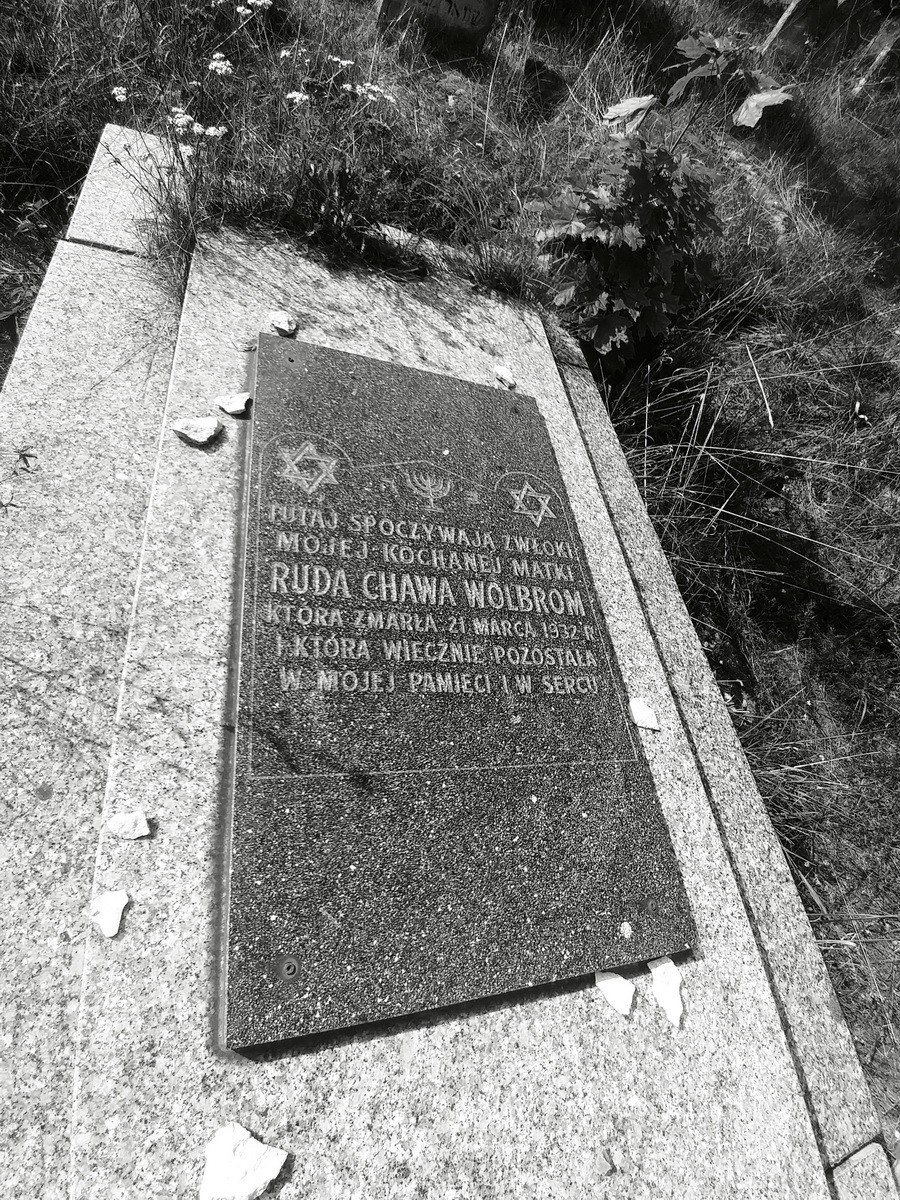 TUTAJ SPOCZYWAJĄ ZWŁOKI
MOJEJ KOCHANEJ MATKI
RUDA CHAWA WOLBROM
KTÓRA ZMARŁA 21 MARCA 1932 R.
I KTÓRA WIECZNIE POZOSTAŁA
W MOJEJ PAMIĘCI I W SERCU